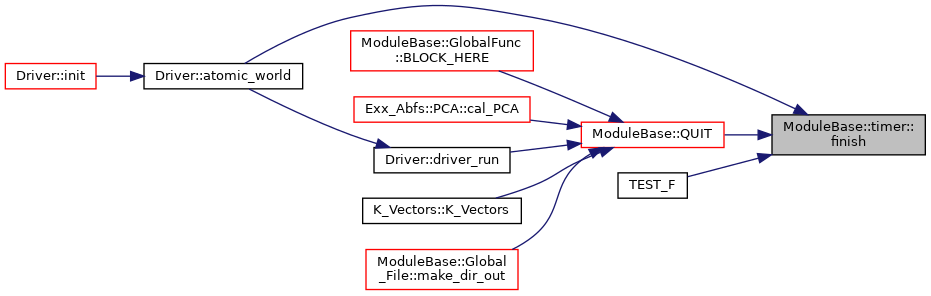 Driver::init
Driver::atomic_world
ModuleBase::GlobalFunc
::BLOCK_HERE
Exx_Abfs::PCA::cal_PCA
Driver::driver_run
K_Vectors::K_Vectors
ModuleBase::Global
_File::make_dir_out
ModuleBase::QUIT
TEST_F
ModuleBase::timer::
finish